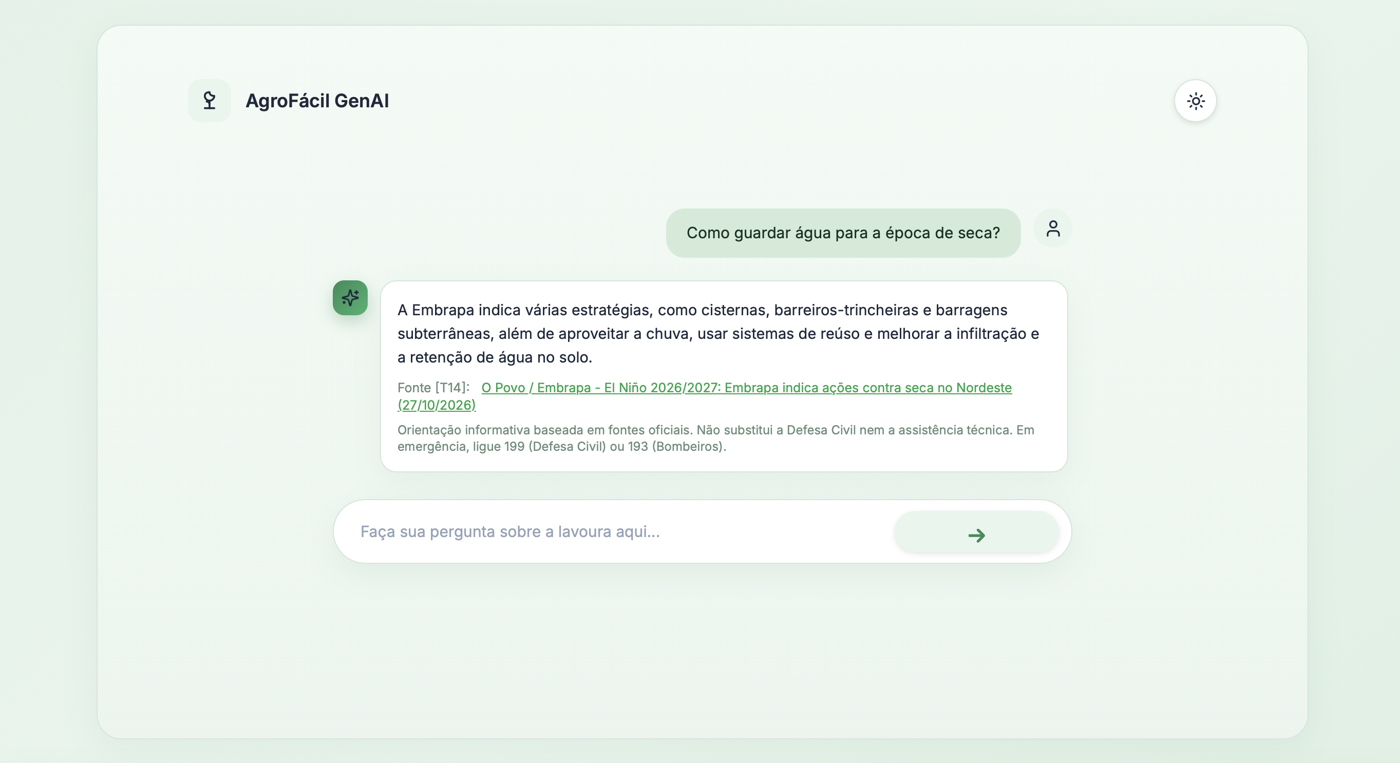 AgroFácil GenAI
Como guardar água para a época de seca?
A Embrapa indica várias estratégias, como cisternas, barreiros-trincheiras e barragens
subterrâneas, além de aproveitar a chuva, usar sistemas de reúso e melhorar a infiltração e
a retenção de água no solo.
Fonte [T14]: O Povo / Embrapa - El Niño 2026/2027: Embrapa indica ações contra seca no Nordeste
(27/10/2026)
Orientação informativa baseada em fontes oficiais. Não substitui a Defesa Civil nem a assistência técnica. Em
emergência, ligue 199 (Defesa Civil) ou 193 (Bombeiros).
Faça sua pergunta sobre a lavoura aqui...